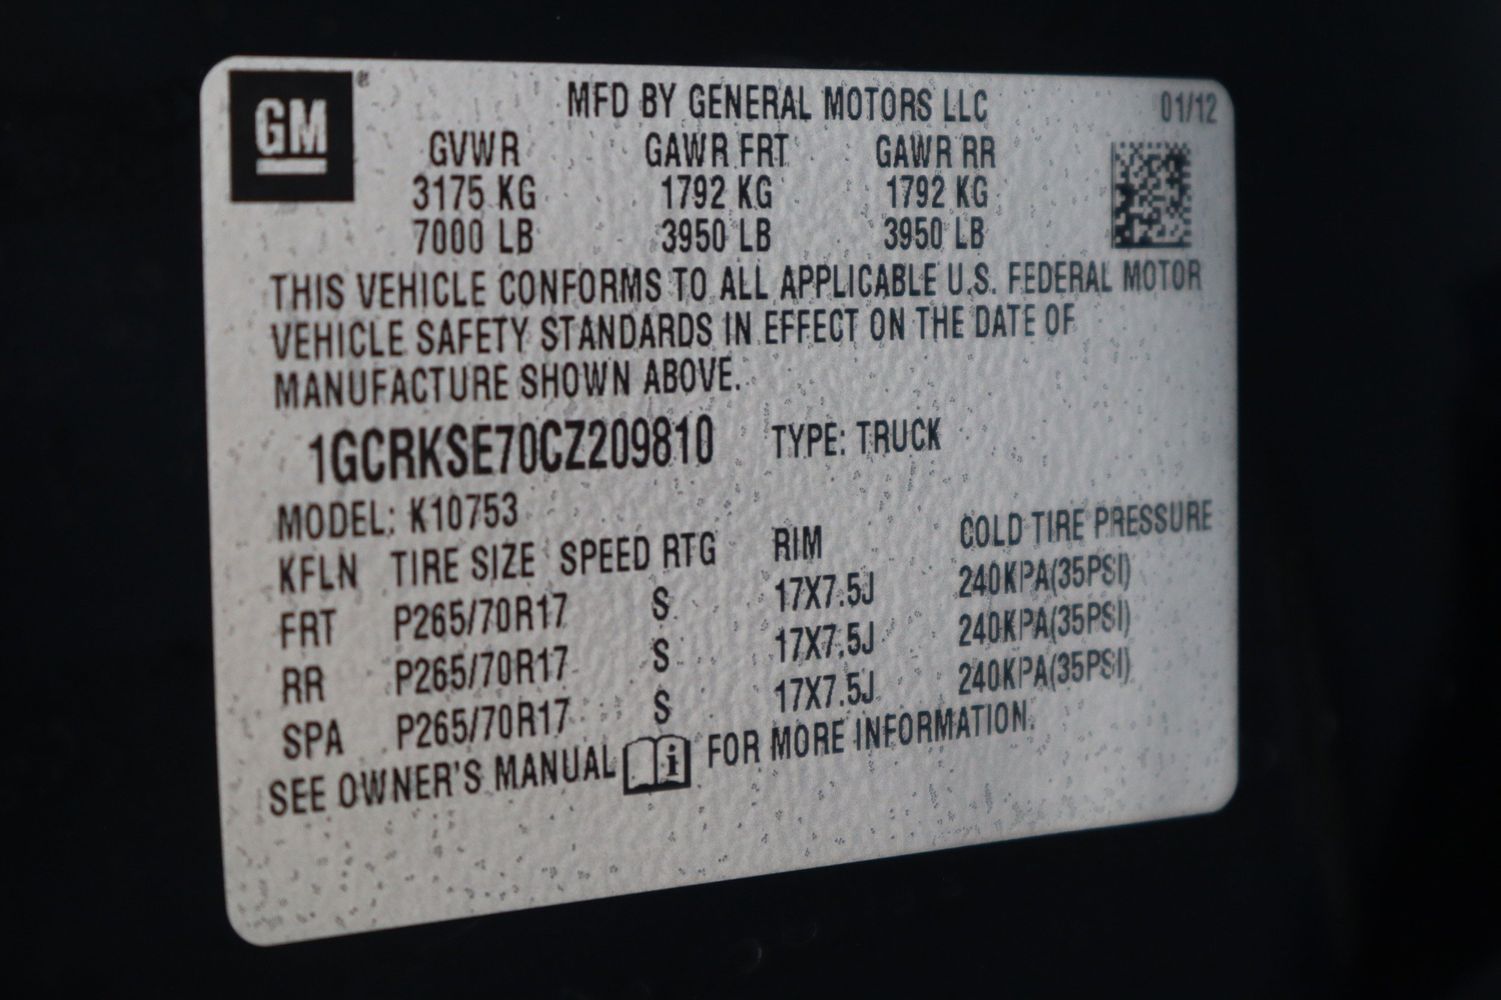 GM®
MFD BY GENERAL MOTORS LLC 01/12
GVWR GAWR FRT GAWR RR
3175 KG 1792 KG 1792 KG
7000 LB 3950 LB 3950 LB
THIS VEHICLE CONFORMS TO ALL APPLICABLE U.S. FEDERAL MOTOR
VEHICLE SAFETY STANDARDS IN EFFECT ON THE DATE OF
MANUFACTURE SHOWN ABOVE.
1GCRKSE70CZ209810 TYPE: TRUCK
MODEL: K10753
KFLN TIRE SIZE SPEED RTG RIM COLD TIRE PRESSURE
FRT P265/70R17 S 17X7.5J 240KPA(35PSI)
RR P265/70R17 S 17X7.5J 240KPA(35PSI)
SPA P265/70R17 S 17X7.5J 240KPA(35PSI)
SEE OWNER'S MANUAL i FOR MORE INFORMATION.